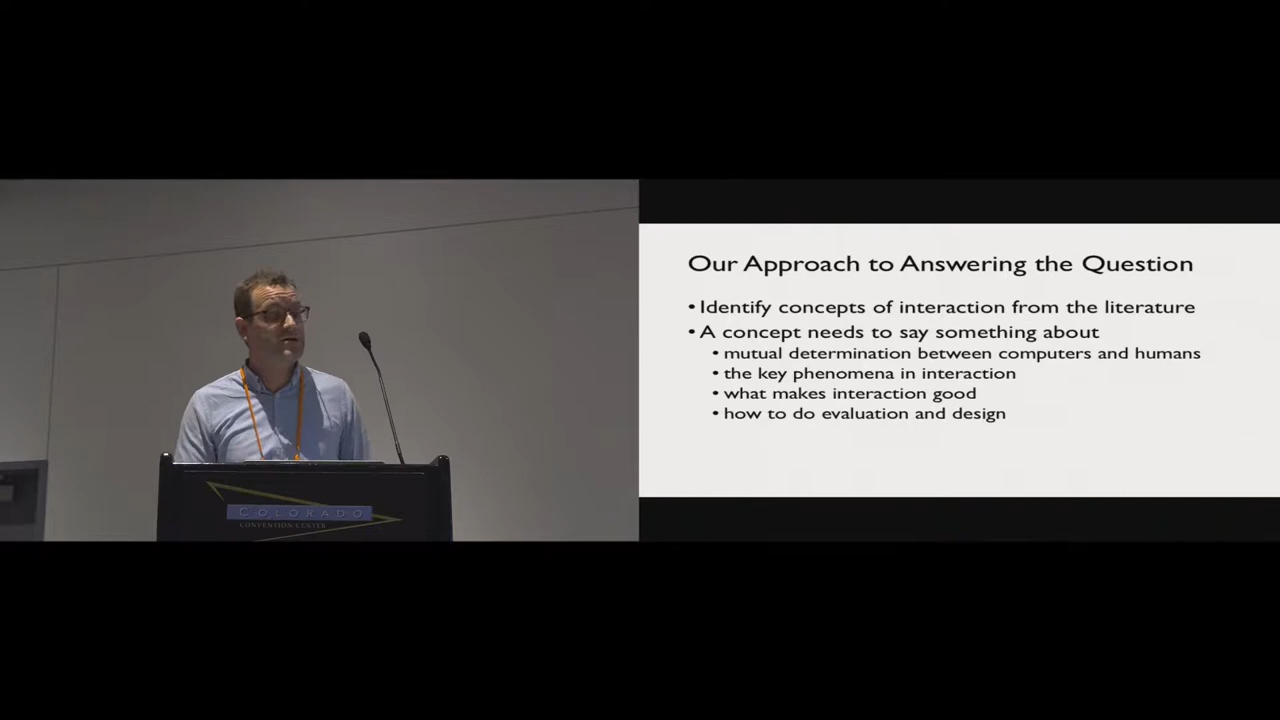 Our Approach to Answering the Question
•Identify concepts of interaction from the literature
•A concept needs to say something about
•mutual determination between computers and humans
•the key phenomena in interaction
•what makes interaction good
•how to do evaluation and design
COLORADO
CONVENTION CENTER